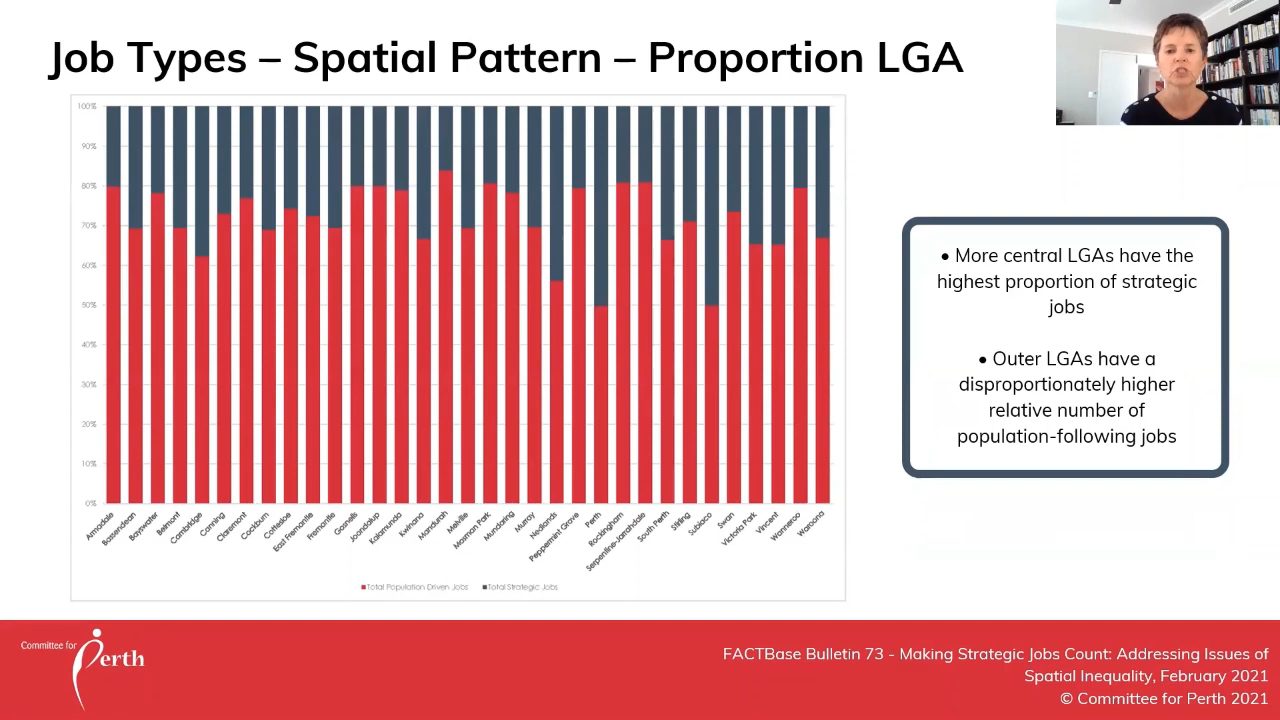 Job Types – Spatial Pattern – Proportion LGA
100%
90%
80%
70%
60%
50%
40%
30%
20%
10%
0%
Armadale
Bassendean
Bayswater
Belmont
Cambridge
Canning
Claremont
Cockburn
Cottesloe
East Fremantle
Fremantle
Gosnells
Joondalup
Kalamunda
Kwinana
Mandurah
Melville
Mosman Park
Mundaring
Murray
Nedlands
Peppermint Grove
Perth
Rockingham
Serpentine-Jarrahdale
South Perth
Stirling
Subiaco
Swan
Victoria Park
Vincent
Wanneroo
Waroona
Total Population Driven Jobs
Total Strategic Jobs
• More central LGAs have the
highest proportion of strategic
jobs
• Outer LGAs have a
disproportionately higher
relative number of
population-following jobs
Committee for
Perth
FACTBase Bulletin 73 - Making Strategic Jobs Count: Addressing Issues of
Spatial Inequality, February 2021
© Committee for Perth 2021